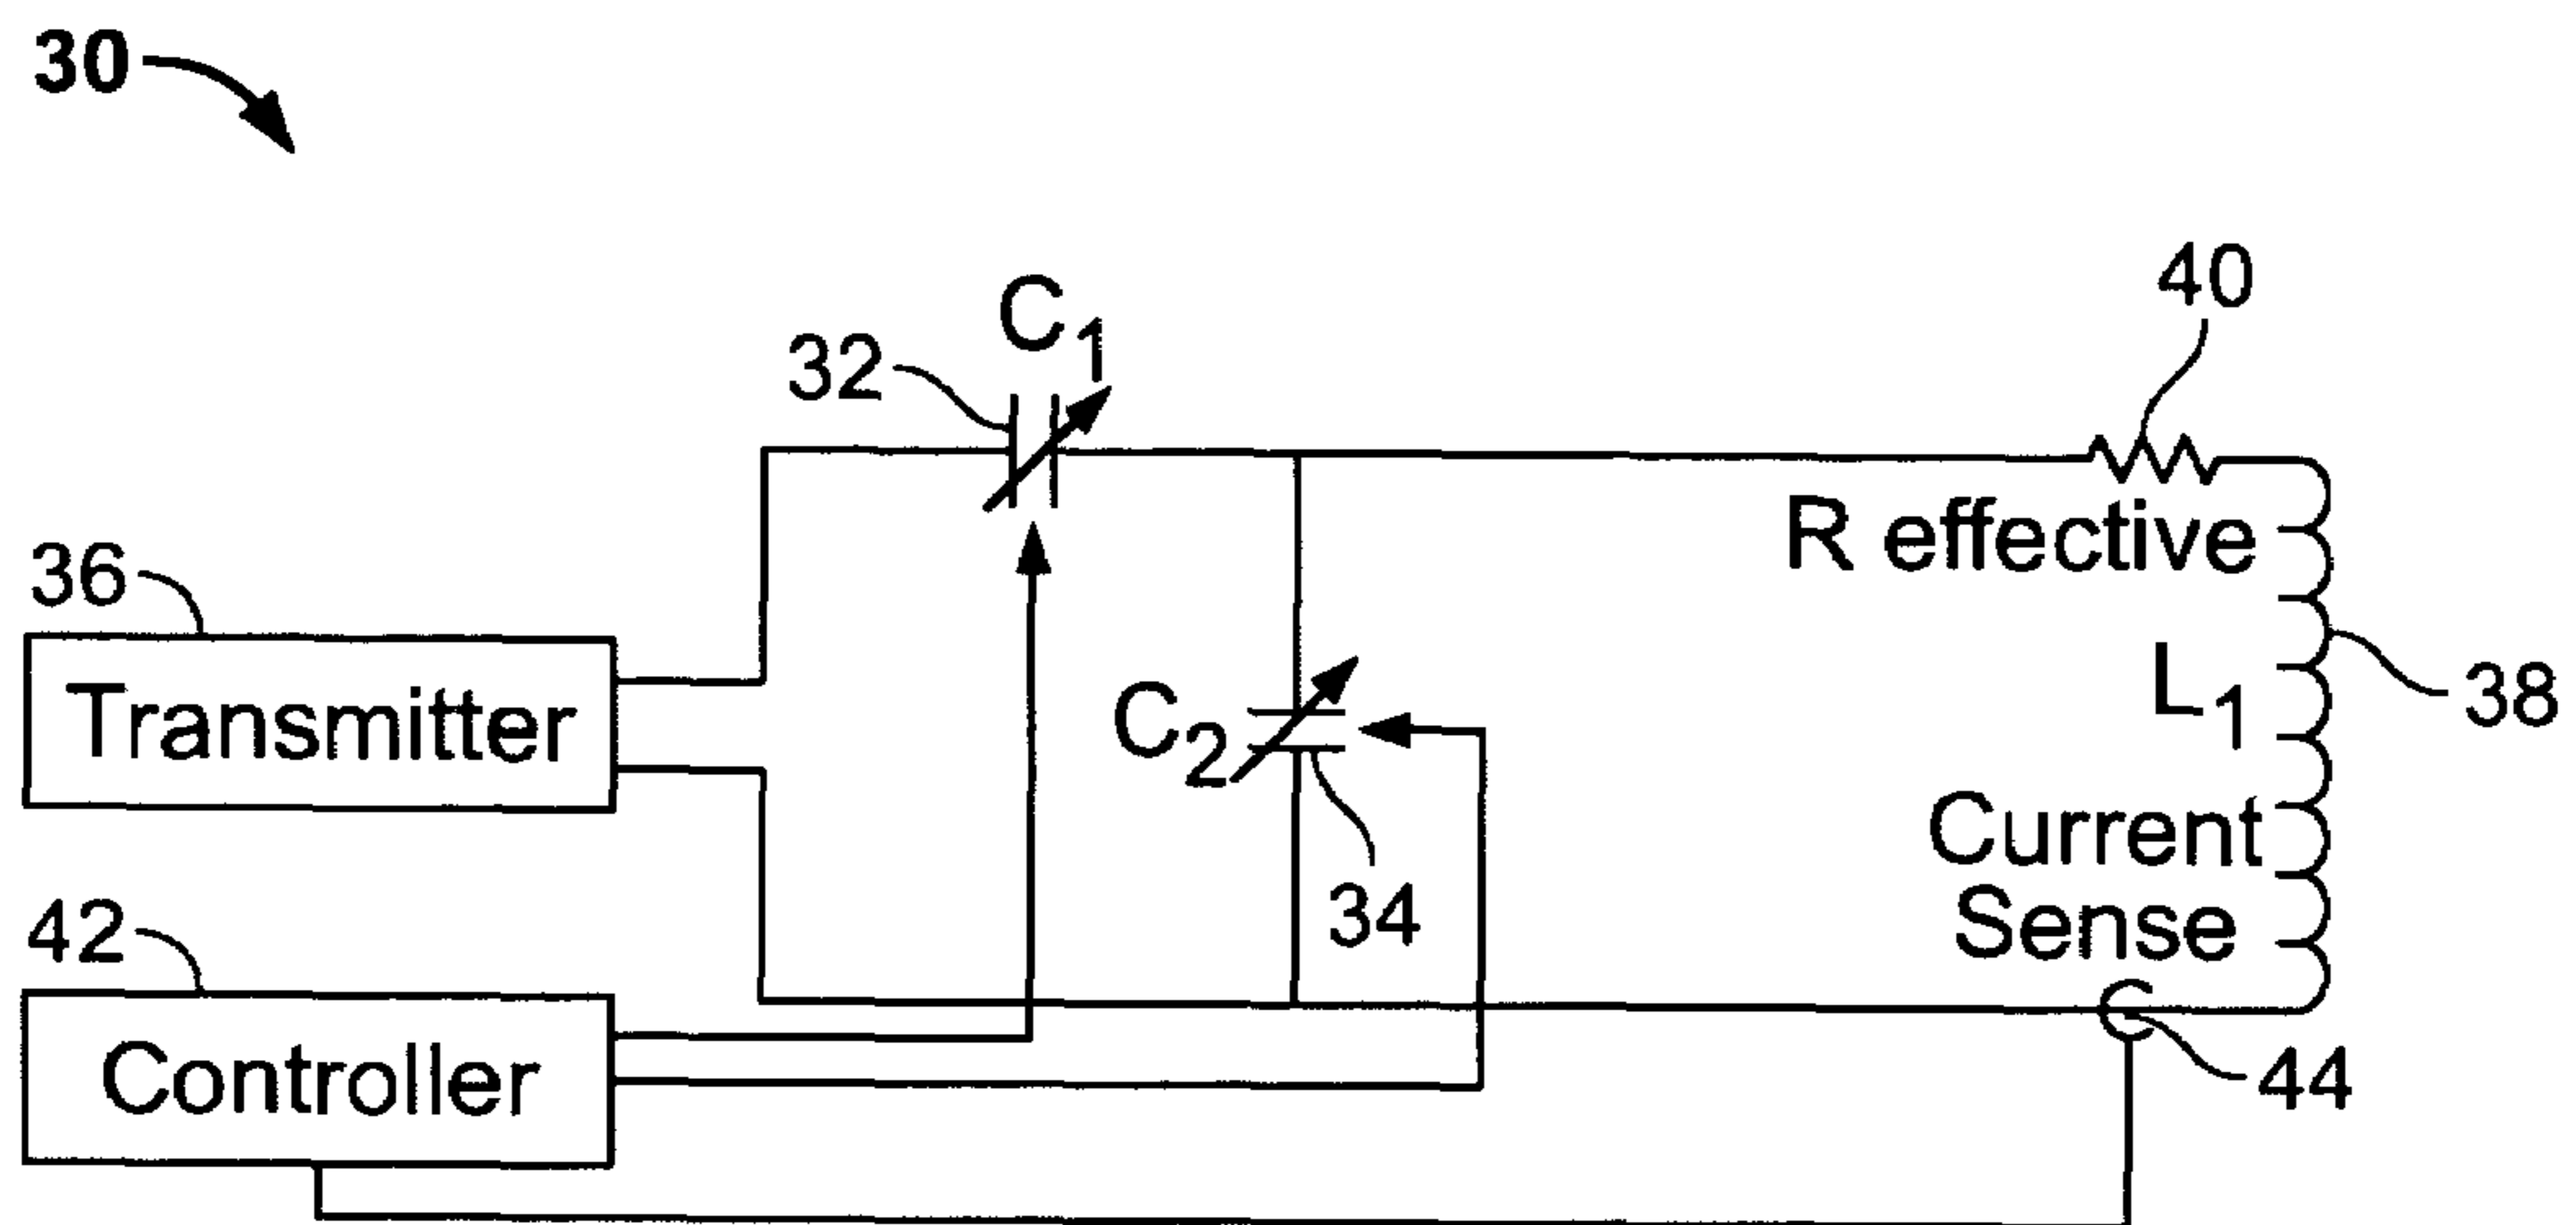 30
40
C1
32
R effective
36
Transmitter
L1
38
C2
Current
Sense
34
42
Controller
44